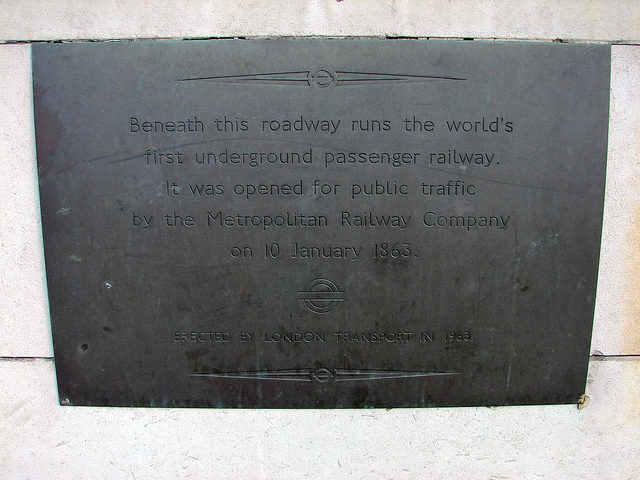 Beneath this roadway runs the world's
first underground passenger railway.
It was opened for public traffic
by the Metropolitan Railway Company
on 10 January 1863.
ERECTED BY LONDON TRANSPORT IN 1963